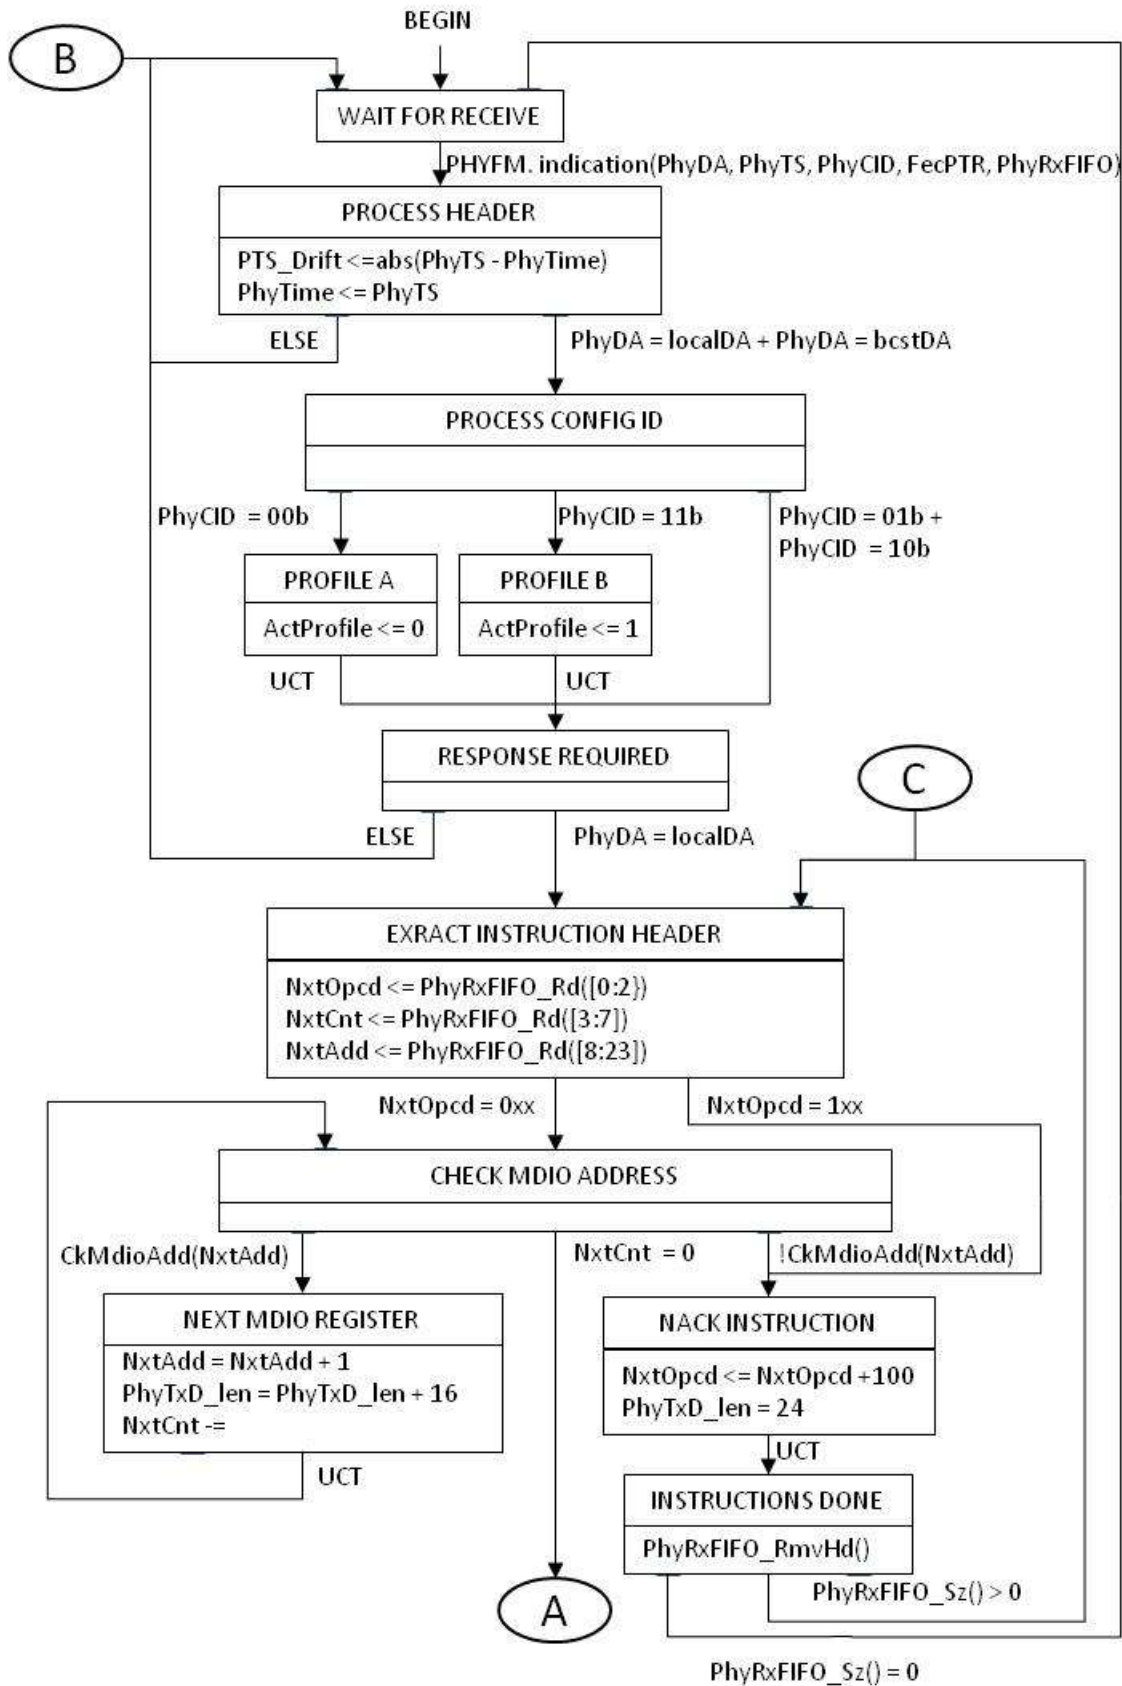 BEGIN
B
WAIT FOR RECEIVE
PHYFM. indication(PhyDA, PhyTS, PhyCID, FecPTR, PhyRxFIFO)
PROCESS HEADER
PTS_Drift <=abs(PhyTS - PhyTime)
PhyTime <= PhyTS
ELSE
PhyDA = localDA + PhyDA = bcstDA
PROCESS CONFIG ID
PhyCID = 00b
PhyCID = 11b
PhyCID = 01b +
PhyCID = 10b
PROFILE A
ActProfile <= 0
PROFILE B
ActProfile <= 1
UCT
UCT
RESPONSE REQUIRED
C
ELSE
PhyDA = localDA
EXRACT INSTRUCTION HEADER
NxtOpcd <= PhyRxFIFO_Rd([0:2})
NxtCnt <= PhyRxFIFO_Rd([3:7])
NxtAdd <= PhyRxFIFO_Rd([8:23])
NxtOpcd = 0xx
NxtOpcd = 1xx
CHECK MDIO ADDRESS
CkMdioAdd(NxtAdd)
NxtCnt = 0
!CkMdioAdd(NxtAdd)
NEXT MDIO REGISTER
NxtAdd = NxtAdd + 1
PhyTxD_len = PhyTxD_len + 16
NxtCnt -=
UCT
NACK INSTRUCTION
NxtOpcd <= NxtOpcd +100
PhyTxD_len = 24
UCT
INSTRUCTIONS DONE
PhyRxFIFO_RmvHd()
PhyRxFIFO_Sz() > 0
A
PhyRxFIFO_Sz() = 0